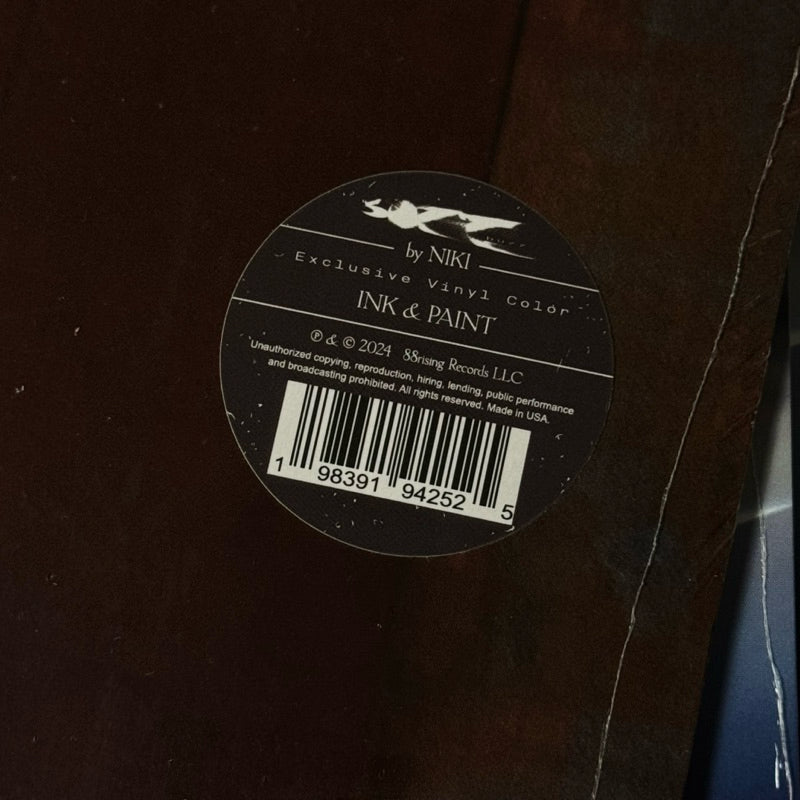 by NIKI
Exclusive Vinyl Color
INK & PAINT
℗ & © 2024 88rising Records LLC
Unauthorized copying, reproduction, hiring, lending, public performance
and broadcasting prohibited. All rights reserved. Made in USA.
1 98391 94252 5